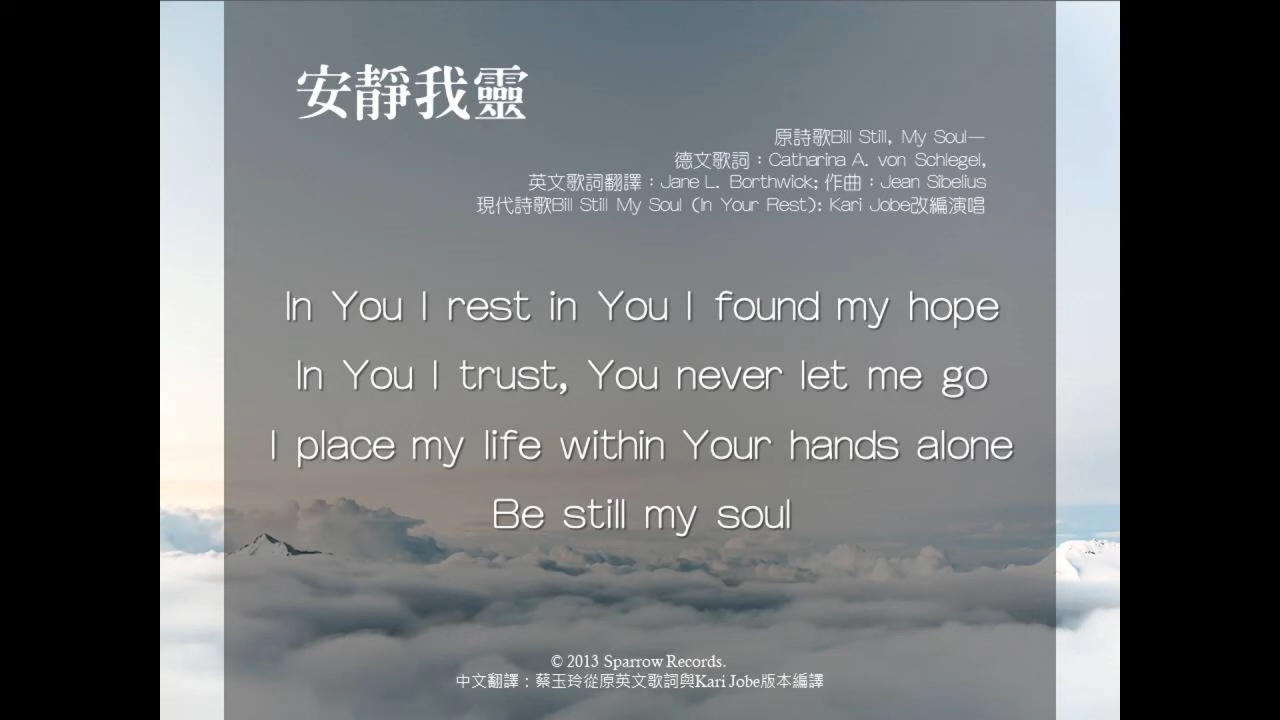 安靜我靈
原詩歌Bill Still, My Soul—
德文歌詞：Catharina A. von Schlegel,
英文歌詞翻譯：Jane L. Borthwick; 作曲：Jean Sibelius
現代詩歌Bill Still My Soul (In Your Rest): Kari Jobe改編演唱
In You I rest in You I found my hope
In You I trust, You never let me go
I place my life within Your hands alone
Be still my soul
© 2013 Sparrow Records.
中文翻譯：蔡玉玲從原英文歌詞與Kari Jobe版本編譯